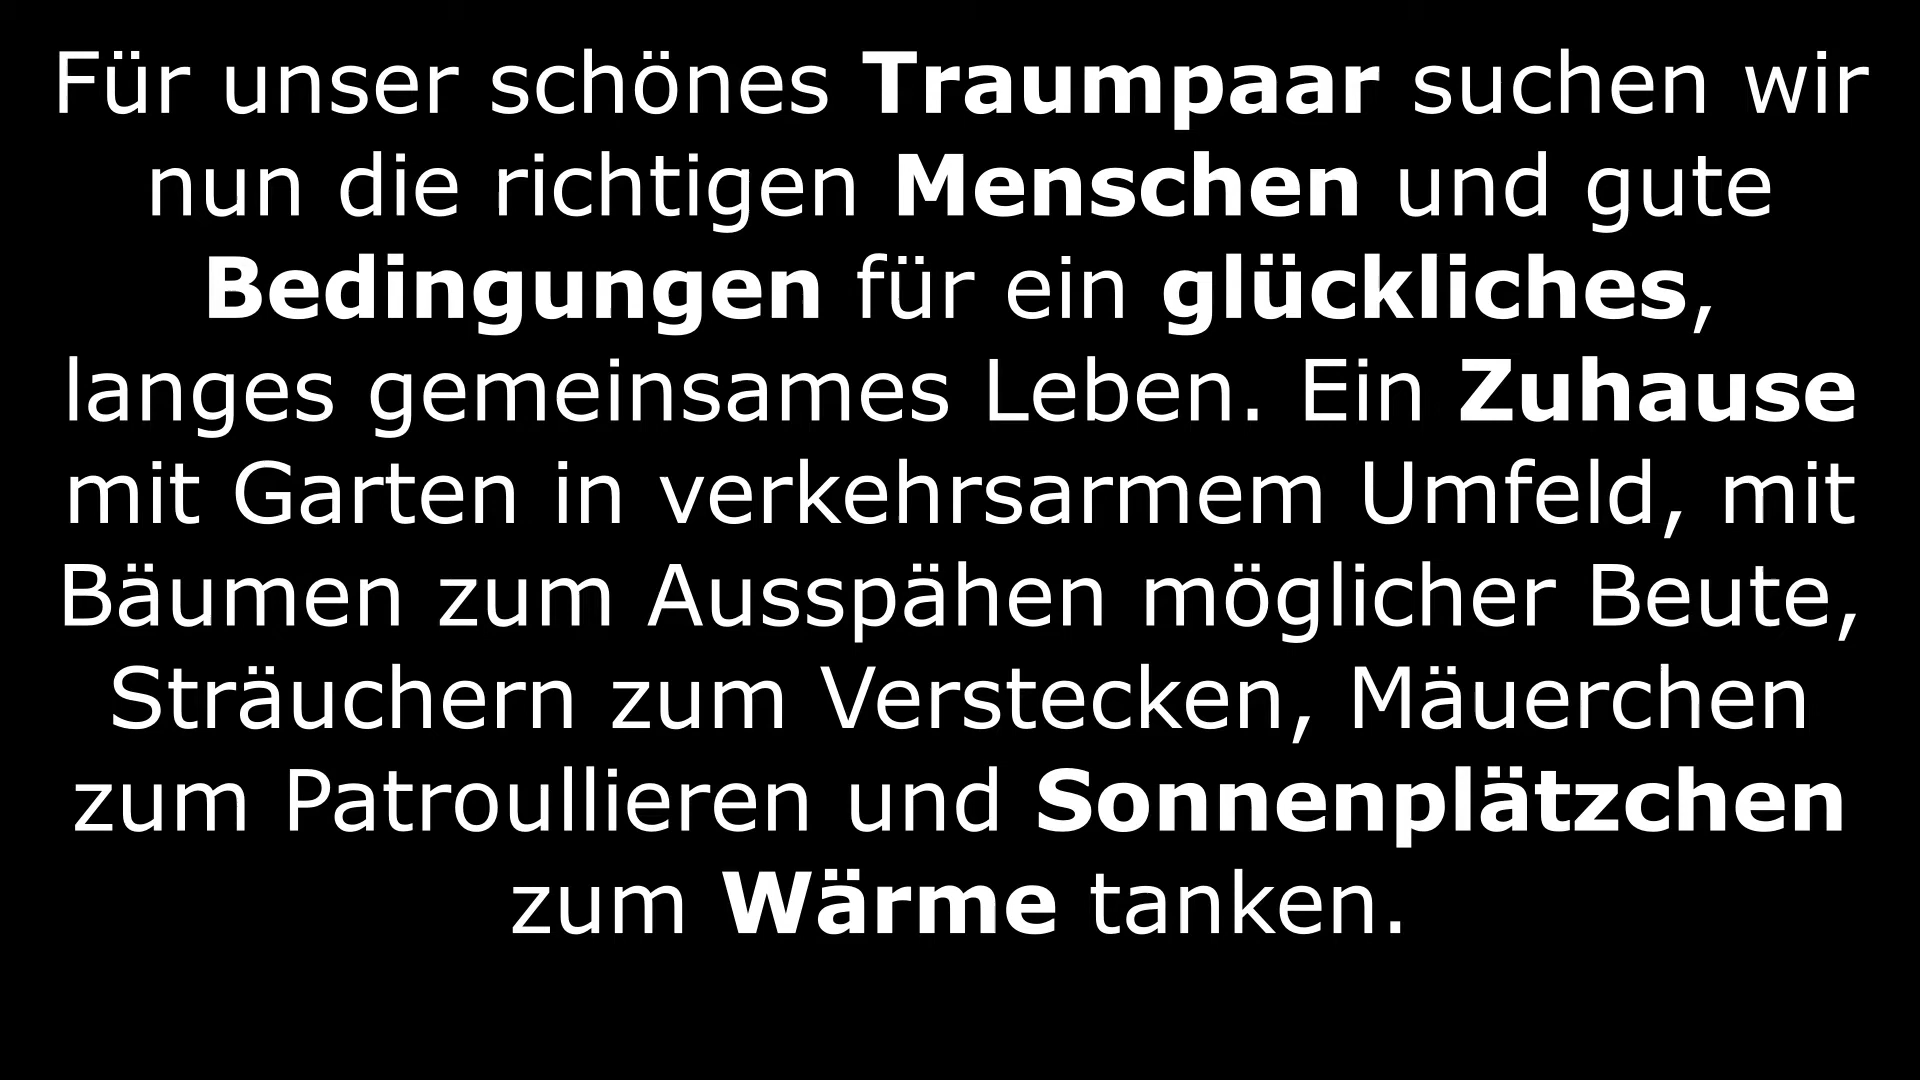 Für unser schönes Traumpaar suchen wir
nun die richtigen Menschen und gute
Bedingungen für ein glückliches,
langes gemeinsames Leben. Ein Zuhause
mit Garten in verkehrsarmem Umfeld, mit
Bäumen zum Ausspähen möglicher Beute,
Sträuchern zum Verstecken, Mäuerchen
zum Patroullieren und Sonnenplätzchen
zum Wärme tanken.